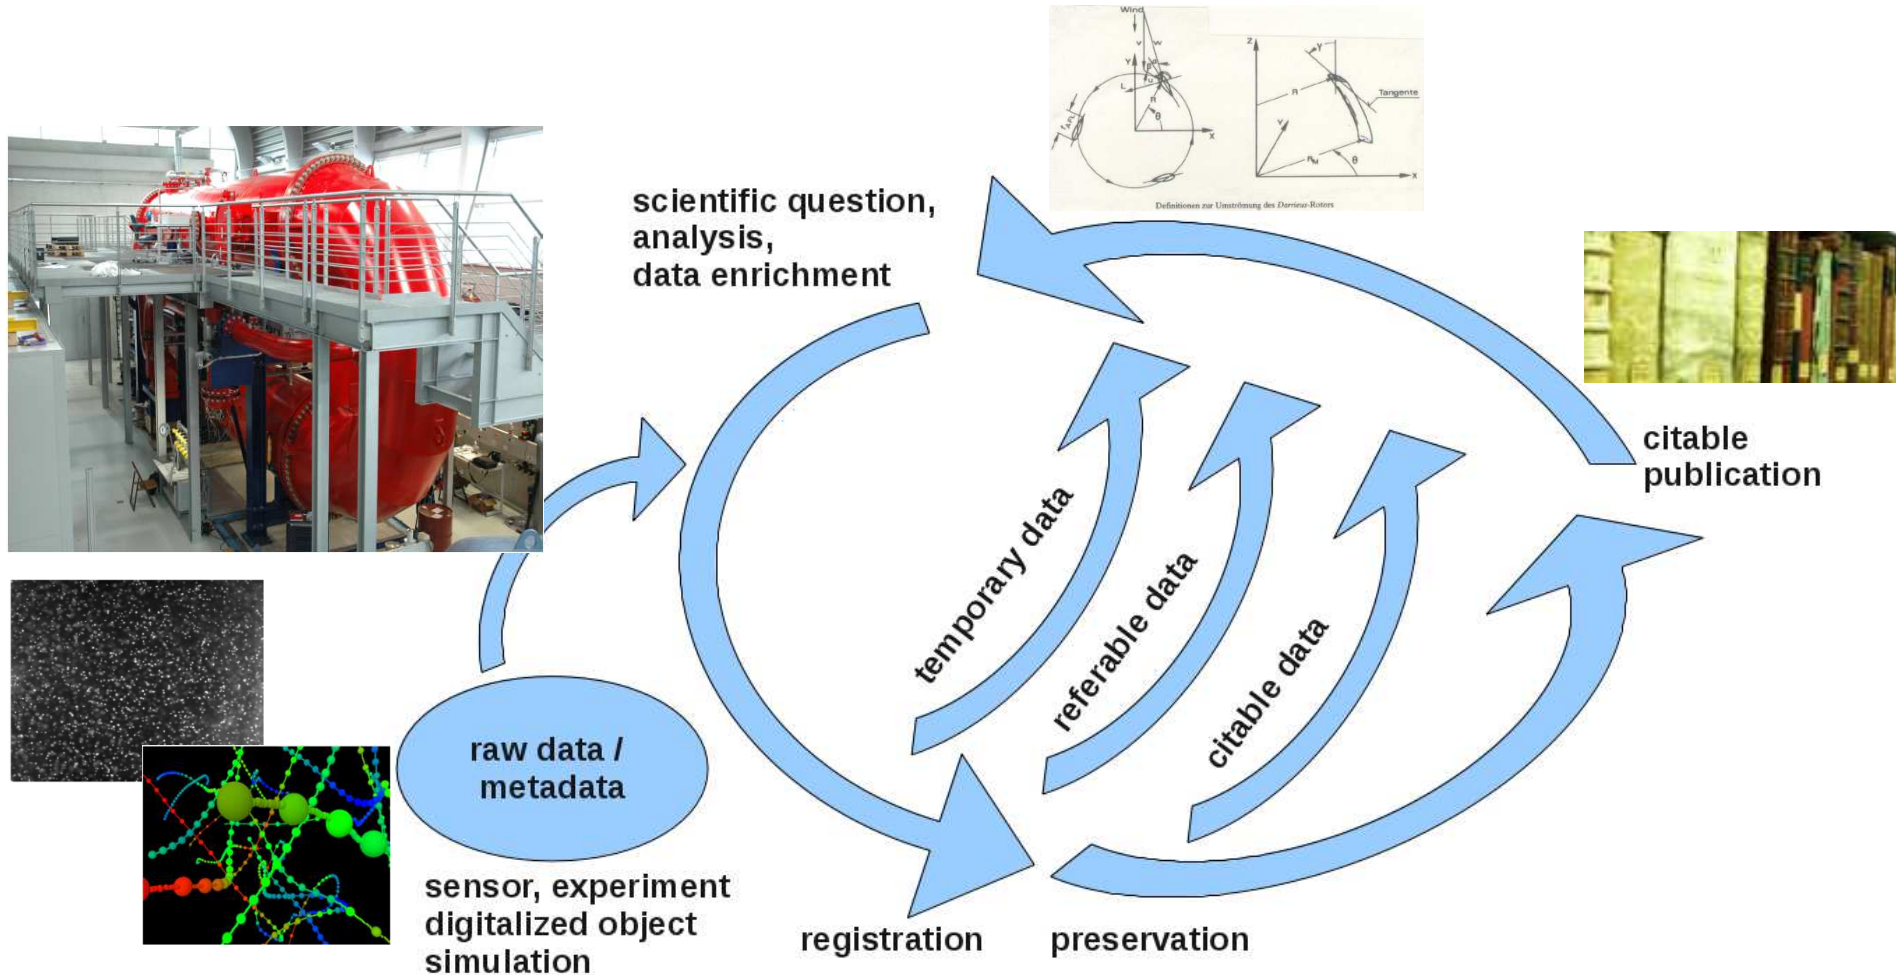 Wind
V
W
Y
L
R
θ
X
Z
γ
R
Tangente
Y
R_M
θ
X
Definitionen zur Umströmung des Darrieus-Rotors
scientific question,
analysis,
data enrichment
citable
publication
temporary data
referable data
citable data
raw data /
metadata
sensor, experiment
digitalized object
simulation
registration
preservation